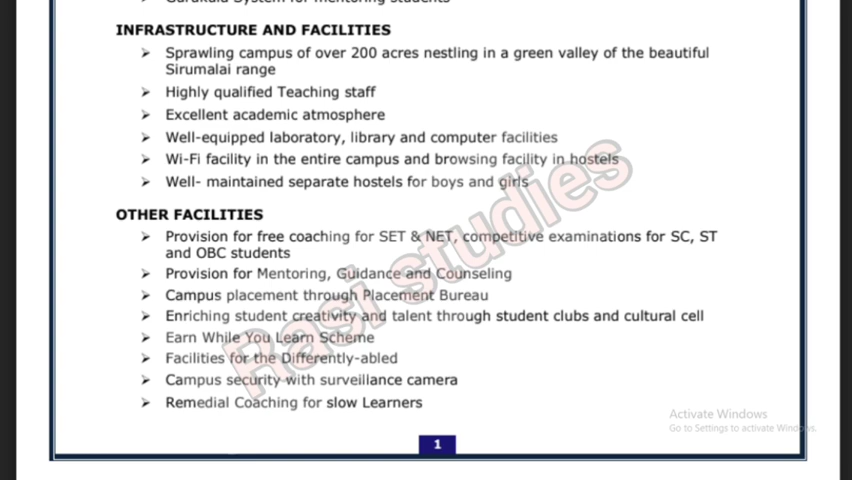 INFRASTRUCTURE AND FACILITIES
➢ Sprawling campus of over 200 acres nestling in a green valley of the beautiful
Sirumalai range
➢ Highly qualified Teaching staff
➢ Excellent academic atmosphere
➢ Well-equipped laboratory, library and computer facilities
➢ Wi-Fi facility in the entire campus and browsing facility in hostels
➢ Well- maintained separate hostels for boys and girls
OTHER FACILITIES
➢ Provision for free coaching for SET & NET, competitive examinations for SC, ST
and OBC students
➢ Provision for Mentoring, Guidance and Counseling
➢ Campus placement through Placement Bureau
➢ Enriching student creativity and talent through student clubs and cultural cell
➢ Earn While You Learn Scheme
➢ Facilities for the Differently-abled
➢ Campus security with surveillance camera
➢ Remedial Coaching for slow Learners
Rasi studies
Activate Windows
Go to Settings to activate Windows.
1